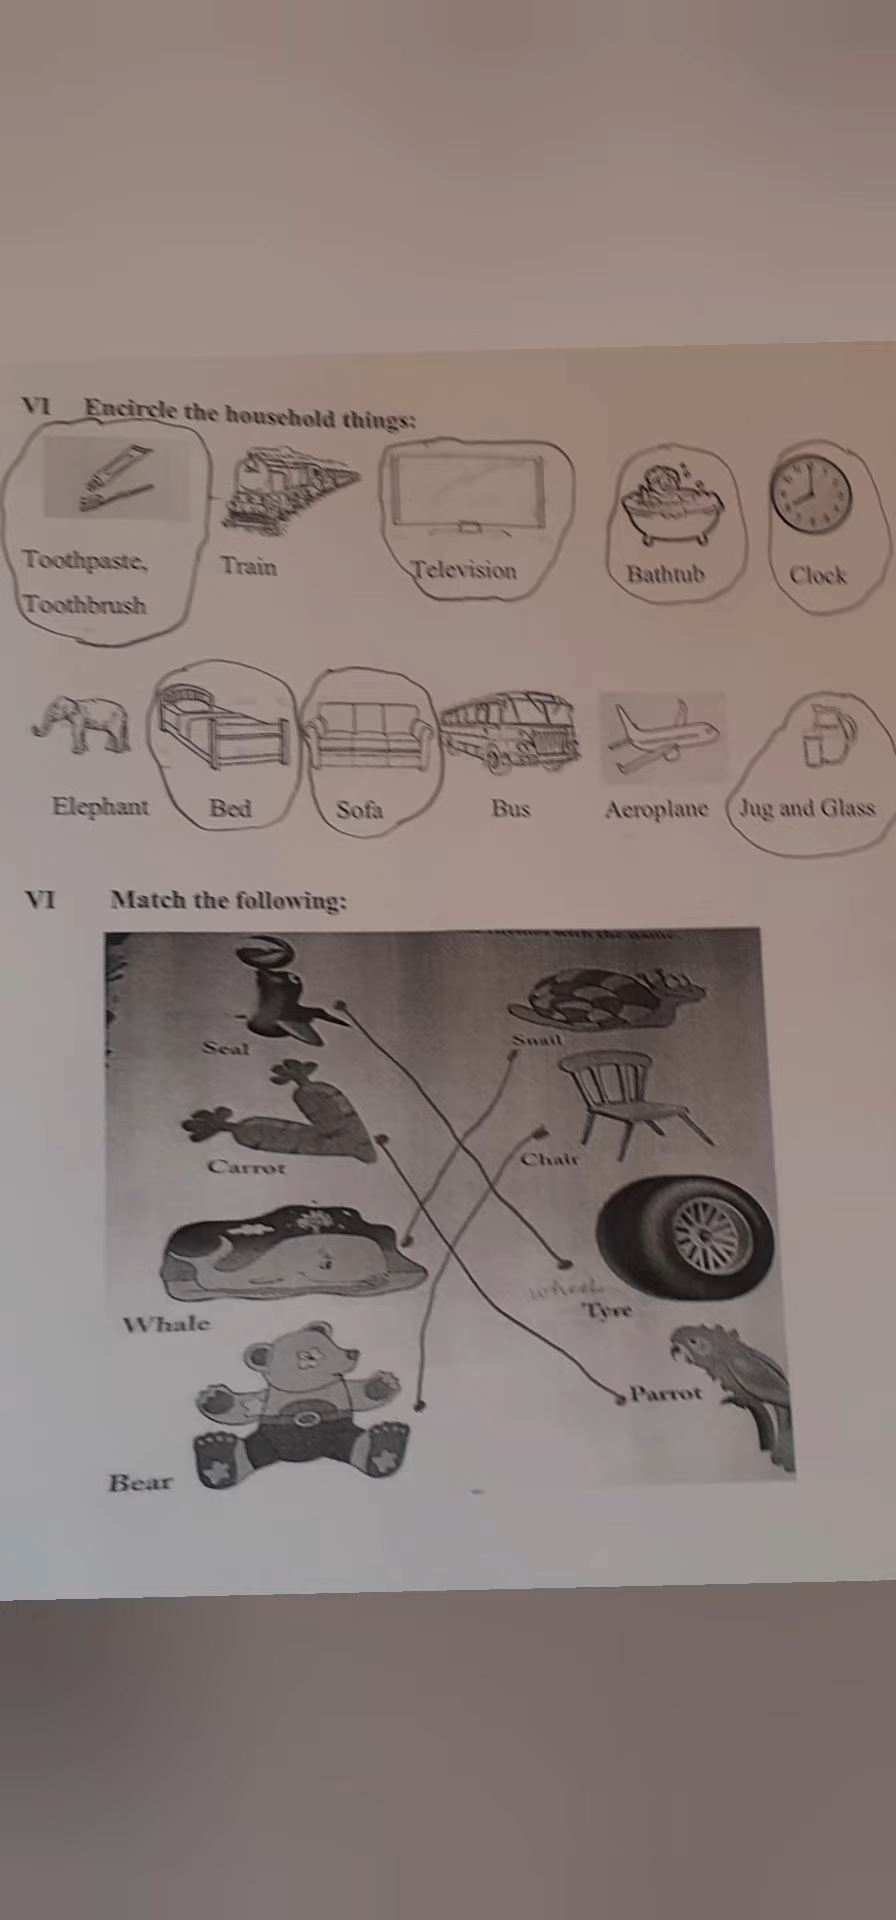 VI Encircle the household things:
Toothpaste, Train Television Bathtub Clock
Toothbrush
Elephant Bed Sofa Bus Aeroplane Jug and Glass
VI Match the following:
Seal Snail
Carrot Chair
wheel
Whale Tyre
Parrot
Bear